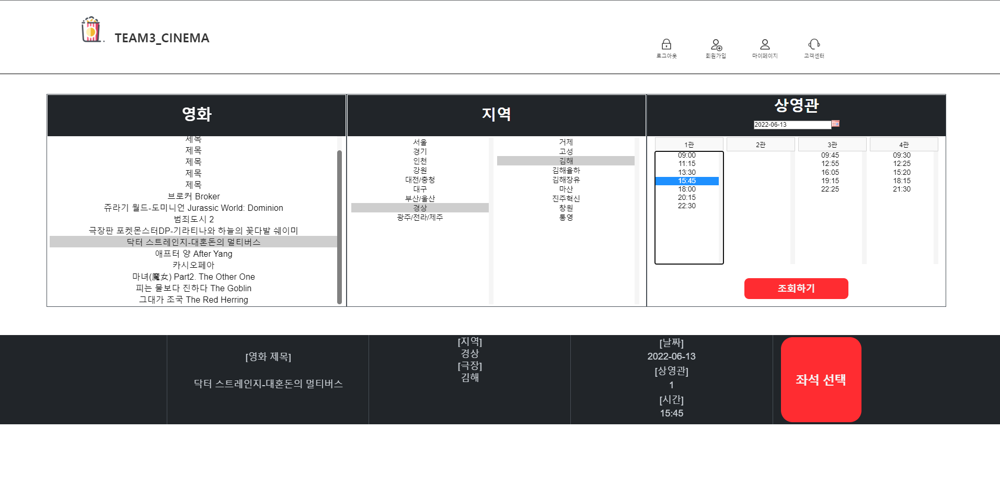 TEAM3_CINEMA
로그아웃
회원가입
마이페이지
고객센터
영화
제목
제목
제목
제목
제목
브로커 Broker
쥬라기 월드-도미니언 Jurassic World: Dominion
범죄도시 2
극장판 포켓몬스터DP-기라티나와 하늘의 꽃다발 쉐이미
닥터 스트레인지-대혼돈의 멀티버스
애프터 양 After Yang
카시오페아
마녀(魔女) Part2. The Other One
피는 물보다 진하다 The Goblin
그대가 조국 The Red Herring
지역
서울
경기
인천
강원
대전/충청
대구
부산/울산
경상
광주/전라/제주
거제
고성
김해
김해율하
김해장유
마산
진주혁신
창원
통영
상영관
2022-06-13
1관
09:00
11:15
13:30
15:45
18:00
20:15
22:30
2관
3관
09:45
12:55
16:05
19:15
22:25
4관
09:30
12:25
15:20
18:15
21:30
조회하기
[영화 제목]
닥터 스트레인지-대혼돈의 멀티버스
[지역]
경상
[극장]
김해
[날짜]
2022-06-13
[상영관]
1
[시간]
15:45
좌석 선택